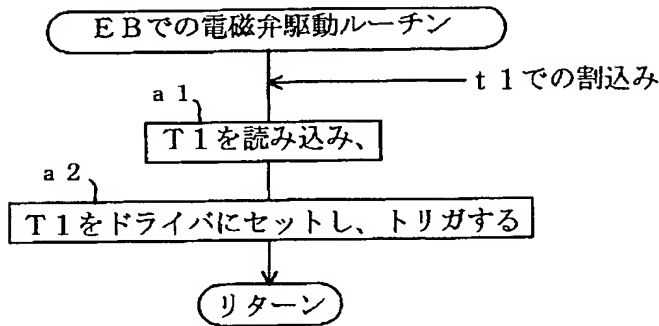 EBでの電磁弁駆動ルーチン
t1での割込み
a1
T1を読み込み、
a2
T1をドライバにセットし、トリガする
リターン